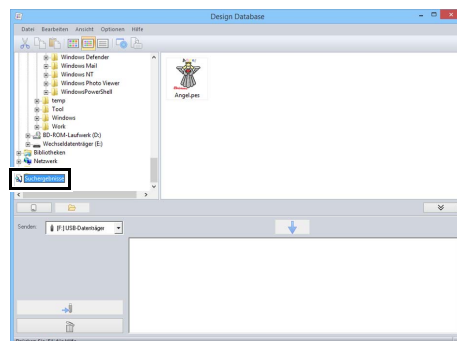 Design Database
Datei Bearbeiten Ansicht Optionen Hilfe
Windows Defender
Windows Mail
Windows NT
Windows Photo Viewer
WindowsPowerShell
temp
Tool
Windows
Work
BD-ROM-Laufwerk (D:)
Wechseldatenträger (E:)
Bibliotheken
Netzwerk
Suchergebnisse
Angel.pes
Senden:
(F:) USB-Datenträger